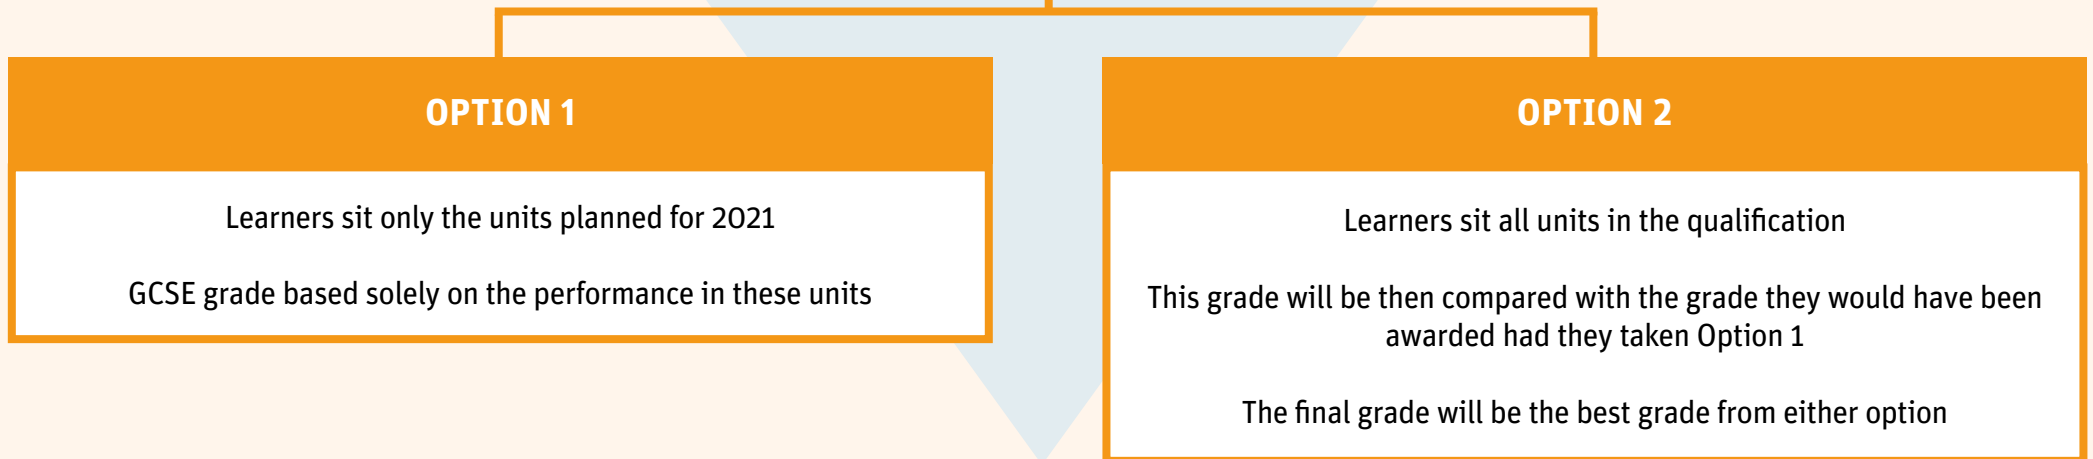 OPTION 1
Learners sit only the units planned for 2021
GCSE grade based solely on the performance in these units
OPTION 2
Learners sit all units in the qualification
This grade will be then compared with the grade they would have been
awarded had they taken Option 1
The final grade will be the best grade from either option